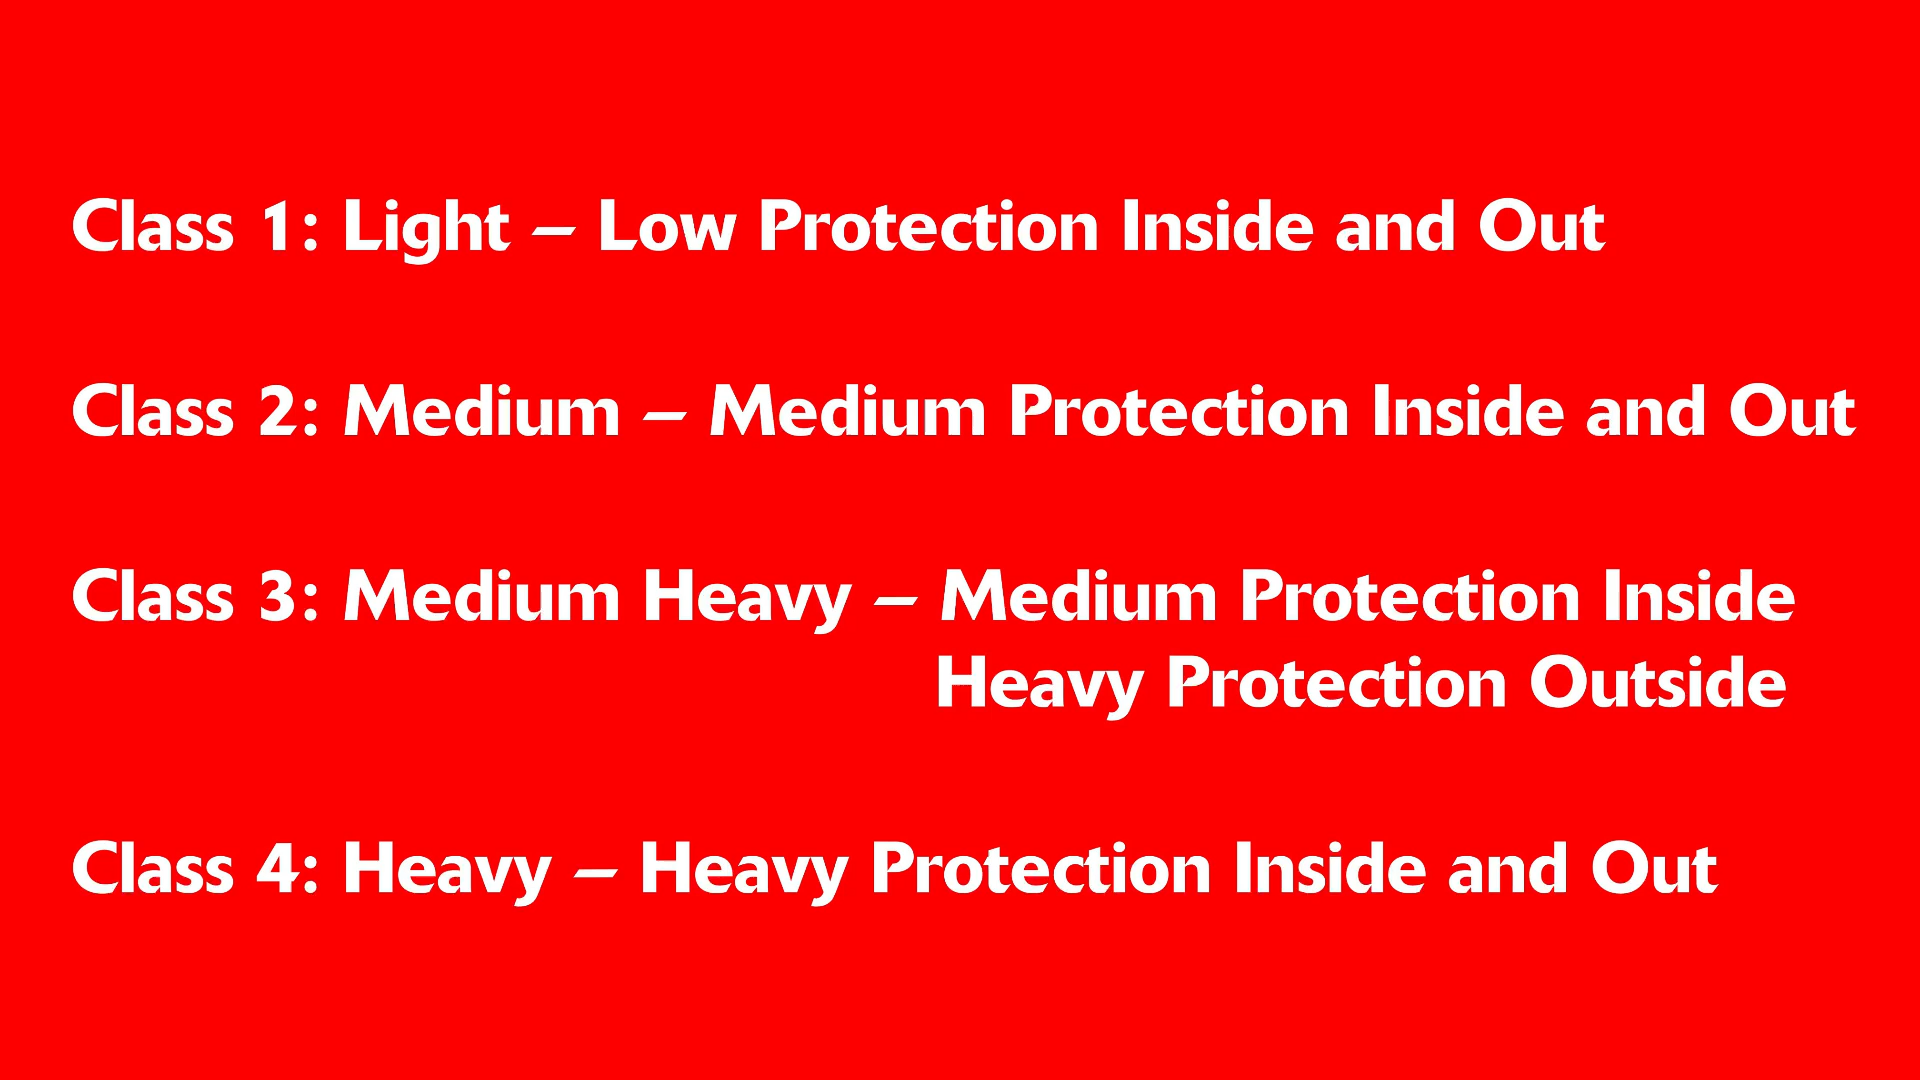 Class 1: Light – Low Protection Inside and Out
Class 2: Medium – Medium Protection Inside and Out
Class 3: Medium Heavy – Medium Protection Inside
Heavy Protection Outside
Class 4: Heavy – Heavy Protection Inside and Out